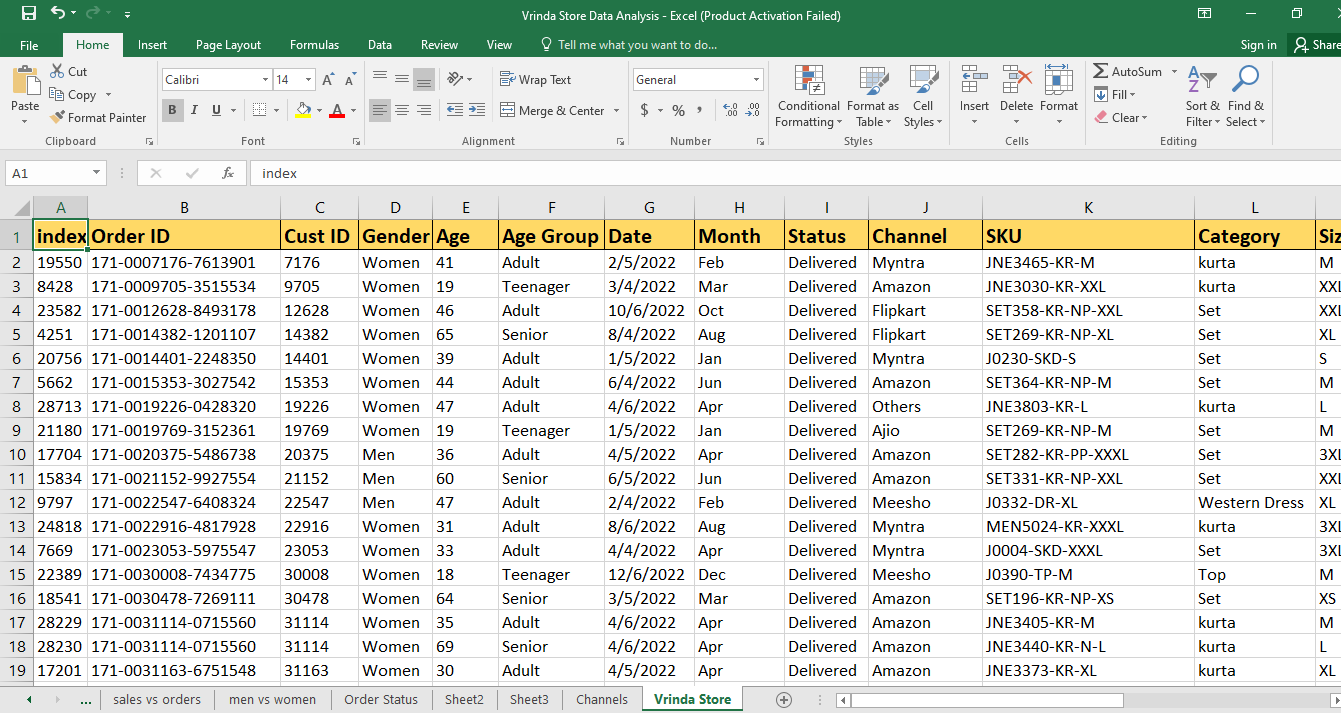 Vrinda Store Data Analysis - Excel (Product Activation Failed)
File Home Insert Page Layout Formulas Data Review View Tell me what you want to do... Sign in Share
Paste Cut Copy Format Painter Clipboard
Calibri 14 A A B I U A Font
Wrap Text Merge & Center Alignment
General $ % , .0 .00 .00 .0 Number
Conditional Formatting Format as Table Cell Styles Styles
Insert Delete Format Cells
AutoSum Fill Clear Sort & Filter Find & Select Editing
A1 fx index
A B C D E F G H I J K L
1 index Order ID Cust ID Gender Age Age Group Date Month Status Channel SKU Category Siz
2 19550 171-0007176-7613901 7176 Women 41 Adult 2/5/2022 Feb Delivered Myntra JNE3465-KR-M kurta M
3 8428 171-0009705-3515534 9705 Women 19 Teenager 3/4/2022 Mar Delivered Amazon JNE3030-KR-XXL kurta XXL
4 23582 171-0012628-8493178 12628 Women 46 Adult 10/6/2022 Oct Delivered Flipkart SET358-KR-NP-XXL Set XXL
5 4251 171-0014382-1201107 14382 Women 65 Senior 8/4/2022 Aug Delivered Flipkart SET269-KR-NP-XL Set XL
6 20756 171-0014401-2248350 14401 Women 39 Adult 1/5/2022 Jan Delivered Myntra J0230-SKD-S Set S
7 5662 171-0015353-3027542 15353 Women 44 Adult 6/4/2022 Jun Delivered Amazon SET364-KR-NP-M Set M
8 28713 171-0019226-0428320 19226 Women 47 Adult 4/6/2022 Apr Delivered Others JNE3803-KR-L kurta L
9 21180 171-0019769-3152361 19769 Women 19 Teenager 1/5/2022 Jan Delivered Ajio SET269-KR-NP-M Set M
10 17704 171-0020375-5486738 20375 Men 36 Adult 4/5/2022 Apr Delivered Amazon SET282-KR-PP-XXXL Set 3XL
11 15834 171-0021152-9927554 21152 Men 60 Senior 6/5/2022 Jun Delivered Amazon SET331-KR-NP-XXL Set XXL
12 9797 171-0022547-6408324 22547 Men 47 Adult 2/4/2022 Feb Delivered Meesho J0332-DR-XL Western Dress XL
13 24818 171-0022916-4817928 22916 Women 31 Adult 8/6/2022 Aug Delivered Myntra MEN5024-KR-XXXL kurta 3XL
14 7669 171-0023053-5975547 23053 Women 33 Adult 4/4/2022 Apr Delivered Myntra J0004-SKD-XXXL Set 3XL
15 22389 171-0030008-7434775 30008 Women 18 Teenager 12/6/2022 Dec Delivered Meesho J0390-TP-M Top M
16 18541 171-0030478-7269111 30478 Women 64 Senior 3/5/2022 Mar Delivered Amazon SET196-KR-NP-XS Set XS
17 28229 171-0031114-0715560 31114 Women 35 Adult 4/6/2022 Apr Delivered Amazon JNE3405-KR-M kurta M
18 28230 171-0031114-0715560 31114 Women 69 Senior 4/6/2022 Apr Delivered Amazon JNE3440-KR-N-L kurta L
19 17201 171-0031163-6751548 31163 Women 30 Adult 4/5/2022 Apr Delivered Amazon JNE3373-KR-XL kurta XL
... sales vs orders men vs women Order Status Sheet2 Sheet3 Channels Vrinda Store